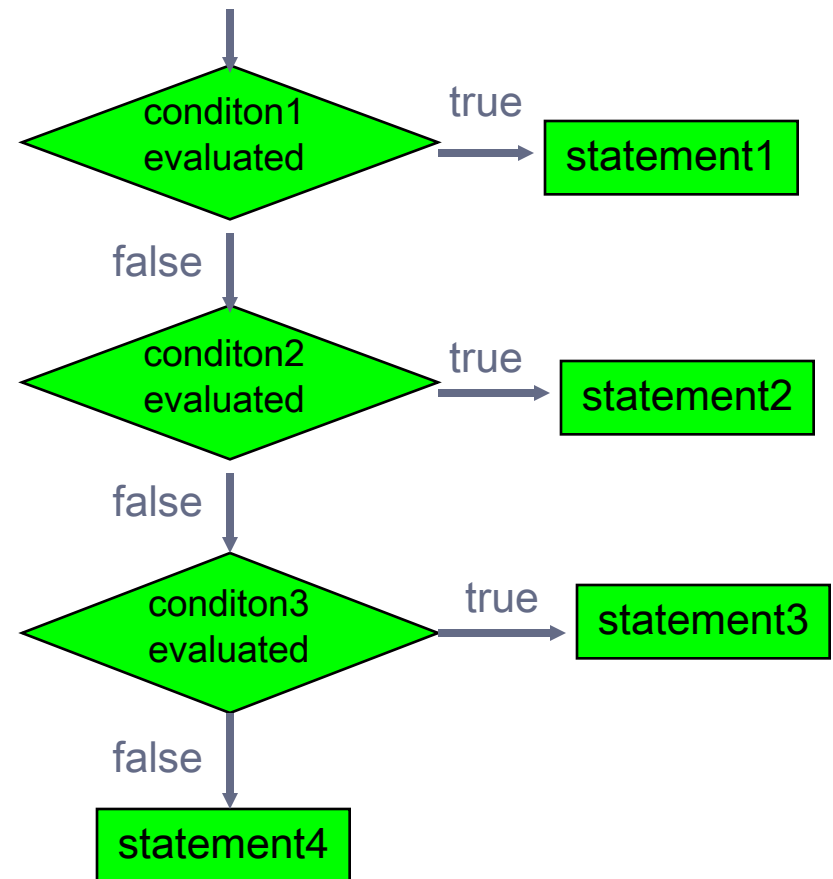 conditon1
evaluated
true
statement1
false
conditon2
evaluated
true
statement2
false
conditon3
evaluated
true
statement3
false
statement4